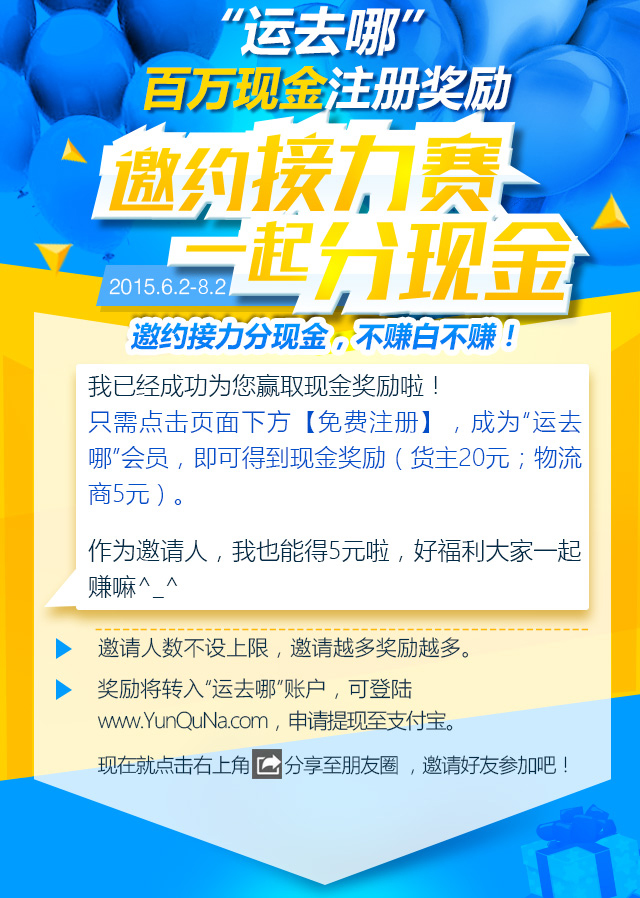 “运去哪”
百万现金注册奖励
邀约接力赛
一起分现金
2015.6.2-8.2
邀约接力分现金，不赚白不赚！
我已经成功为您赢取现金奖励啦！
只需点击页面下方【免费注册】，成为“运去
哪”会员，即可得到现金奖励（货主20元；物流
商5元）。
作为邀请人，我也能得5元啦，好福利大家一起
赚嘛^_^
邀请人数不设上限，邀请越多奖励越多。
奖励将转入“运去哪”账户，可登陆
www.YunQuNa.com，申请提现至支付宝。
现在就点击右上角分享至朋友圈，邀请好友参加吧！